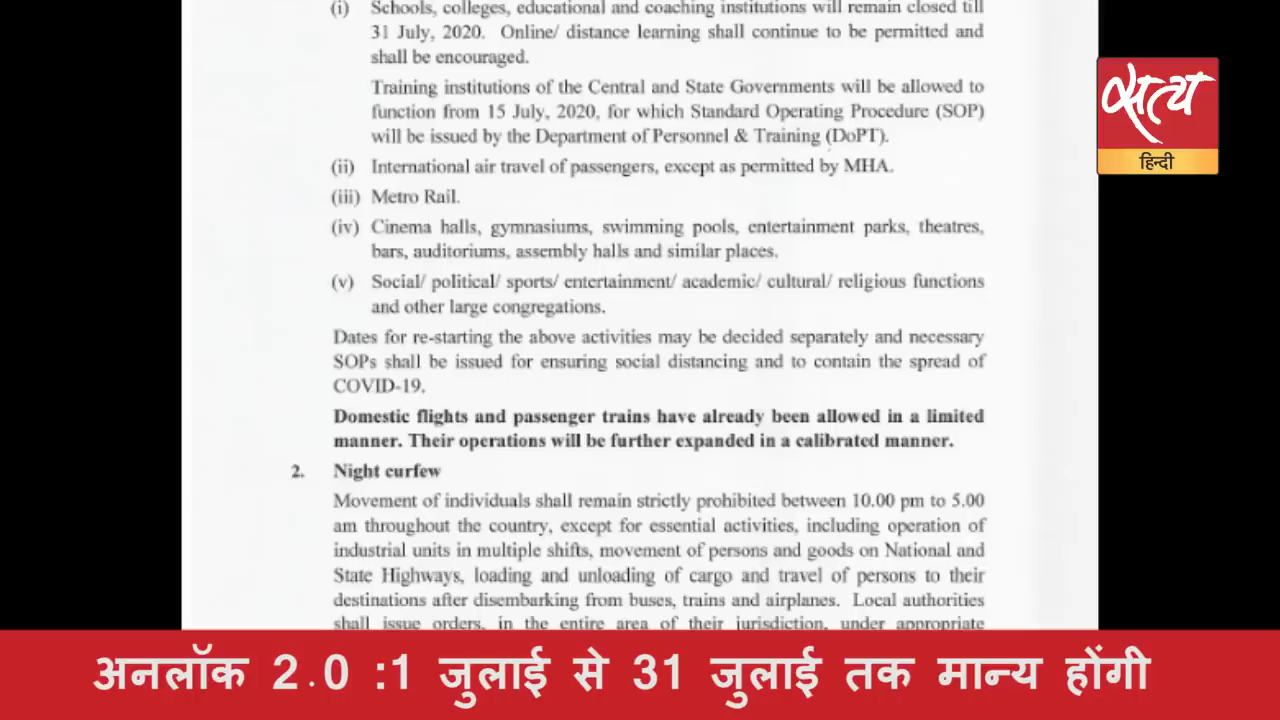 (i) Schools, colleges, educational and coaching institutions will remain closed till
31 July, 2020. Online/ distance learning shall continue to be permitted and
shall be encouraged.
Training institutions of the Central and State Governments will be allowed to
function from 15 July, 2020, for which Standard Operating Procedure (SOP)
will be issued by the Department of Personnel & Training (DoPT).
(ii) International air travel of passengers, except as permitted by MHA.
(iii) Metro Rail.
(iv) Cinema halls, gymnasiums, swimming pools, entertainment parks, theatres,
bars, auditoriums, assembly halls and similar places.
(v) Social/ political/ sports/ entertainment/ academic/ cultural/ religious functions
and other large congregations.
Dates for re-starting the above activities may be decided separately and necessary
SOPs shall be issued for ensuring social distancing and to contain the spread of
COVID-19.
Domestic flights and passenger trains have already been allowed in a limited
manner. Their operations will be further expanded in a calibrated manner.
2. Night curfew
Movement of individuals shall remain strictly prohibited between 10.00 pm to 5.00
am throughout the country, except for essential activities, including operation of
industrial units in multiple shifts, movement of persons and goods on National and
State Highways, loading and unloading of cargo and travel of persons to their
destinations after disembarking from buses, trains and airplanes. Local authorities
shall issue orders, in the entire area of their jurisdiction, under appropriate
सत्य
हिन्दी
अनलॉक 2.0 :1 जुलाई से 31 जुलाई तक मान्य होंगी